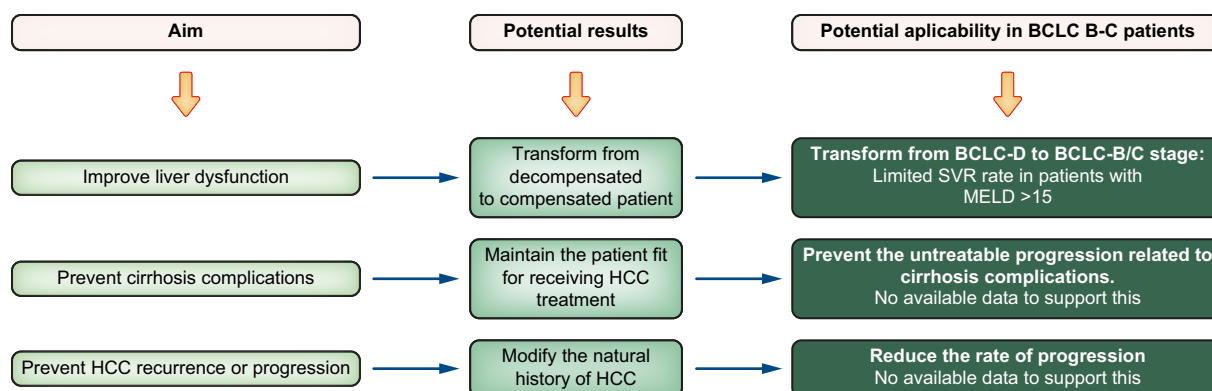 Aim
Potential results
Potential aplicability in BCLC B-C patients
Improve liver dysfunction
Transform from
decompensated
to compensated patient
Transform from BCLC-D to BCLC-B/C stage:
Limited SVR rate in patients with
MELD >15
Prevent cirrhosis complications
Maintain the patient fit
for receiving HCC
treatment
Prevent the untreatable progression related to
cirrhosis complications.
No available data to support this
Prevent HCC recurrence or progression
Modify the natural
history of HCC
Reduce the rate of progression
No available data to support this